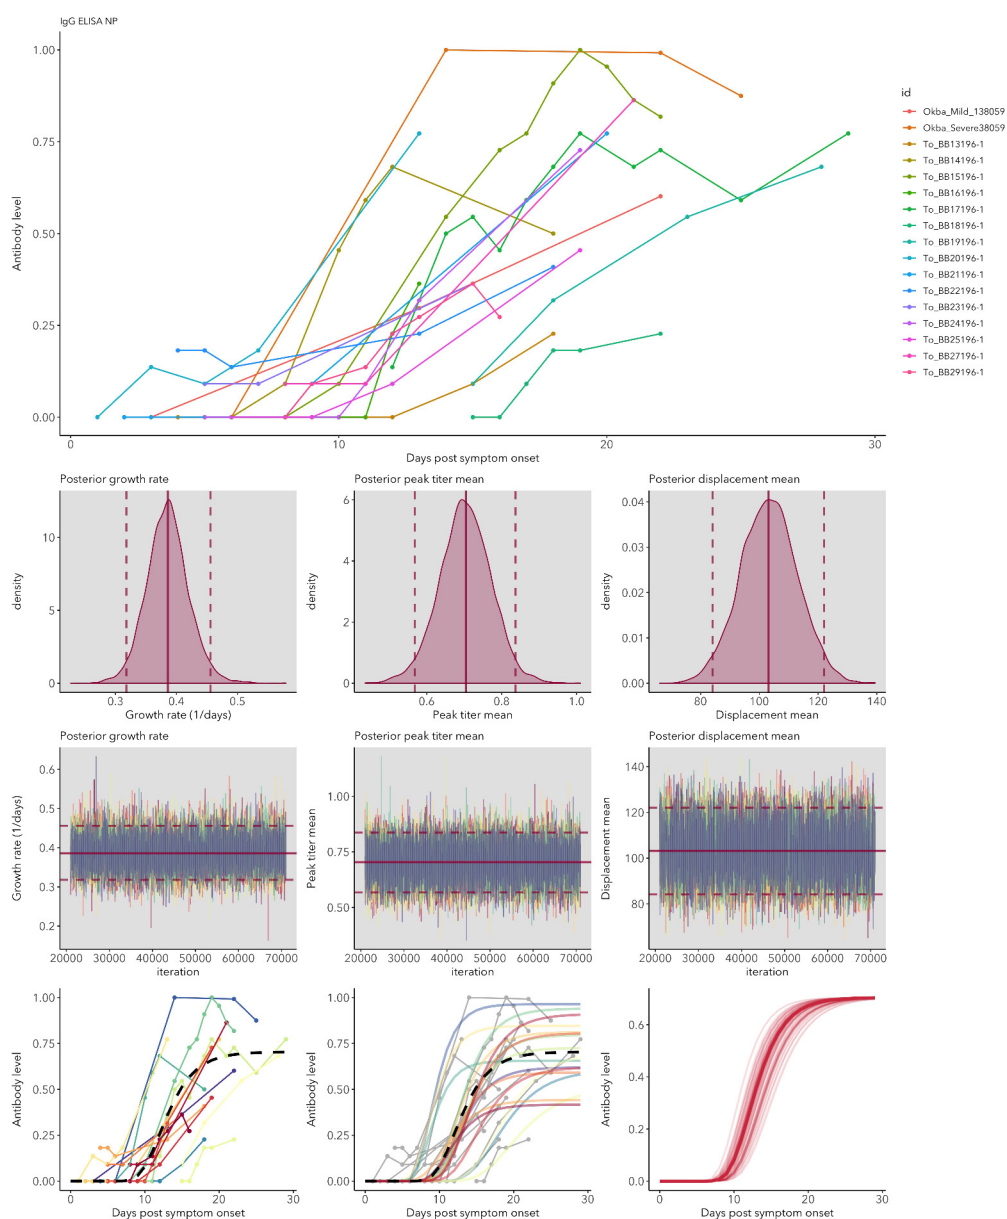 IgG ELISA NP
1.00
0.75
0.50
0.25
0.00
Antibody level
0
10
20
30
Days post symptom onset
id
Okba_Mild_138059
Okba_Severe38059
To_BB13196-1
To_BB14196-1
To_BB15196-1
To_BB16196-1
To_BB17196-1
To_BB18196-1
To_BB19196-1
To_BB20196-1
To_BB21196-1
To_BB22196-1
To_BB23196-1
To_BB24196-1
To_BB25196-1
To_BB27196-1
To_BB29196-1
Posterior growth rate
10
5
0
density
0.3 0.4 0.5
Growth rate (1/days)
Posterior peak titer mean
6
4
2
0
density
0.6 0.8 1.0
Peak titer mean
Posterior displacement mean
0.04
0.03
0.02
0.01
0.00
density
80 100 120 140
Displacement mean
Posterior growth rate
0.6
0.5
0.4
0.3
0.2
Growth rate (1/days)
20000 30000 40000 50000 60000 70000
iteration
Posterior peak titer mean
1.00
0.75
0.50
Peak titer mean
20000 30000 40000 50000 60000 70000
iteration
Posterior displacement mean
140
120
100
80
Displacement mean
20000 30000 40000 50000 60000 70000
iteration
1.00
0.75
0.50
0.25
0.00
Antibody level
0 10 20 30
Days post symptom onset
1.00
0.75
0.50
0.25
0.00
Antibody level
0 10 20 30
Days post symptom onset
0.6
0.4
0.2
0.0
Antibody level
0 10 20 30
Days post symptom onset